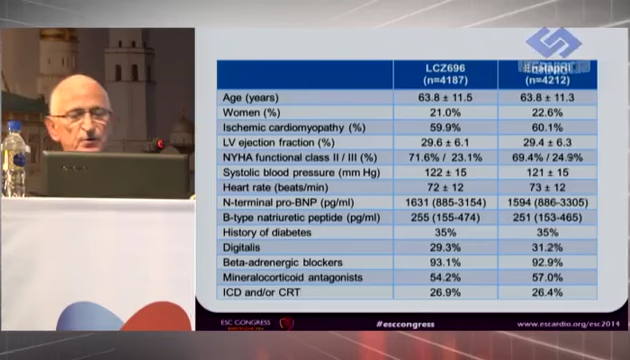 LCZ696 Enalapril
(n=4187) (n=4212)
Age (years) 63.8 ± 11.5 63.8 ± 11.3
Women (%) 21.0% 22.6%
Ischemic cardiomyopathy (%) 59.9% 60.1%
LV ejection fraction (%) 29.6 ± 6.1 29.4 ± 6.3
NYHA functional class II / III (%) 71.6% / 23.1% 69.4% / 24.9%
Systolic blood pressure (mm Hg) 122 ± 15 121 ± 15
Heart rate (beats/min) 72 ± 12 73 ± 12
N-terminal pro-BNP (pg/ml) 1631 (885-3154) 1594 (886-3305)
B-type natriuretic peptide (pg/ml) 255 (155-474) 251 (153-465)
History of diabetes 35% 35%
Digitalis 29.3% 31.2%
Beta-adrenergic blockers 93.1% 92.9%
Mineralocorticoid antagonists 54.2% 57.0%
ICD and/or CRT 26.9% 26.4%
ESC CONGRESS #esccongress www.escardio.org/esc2014